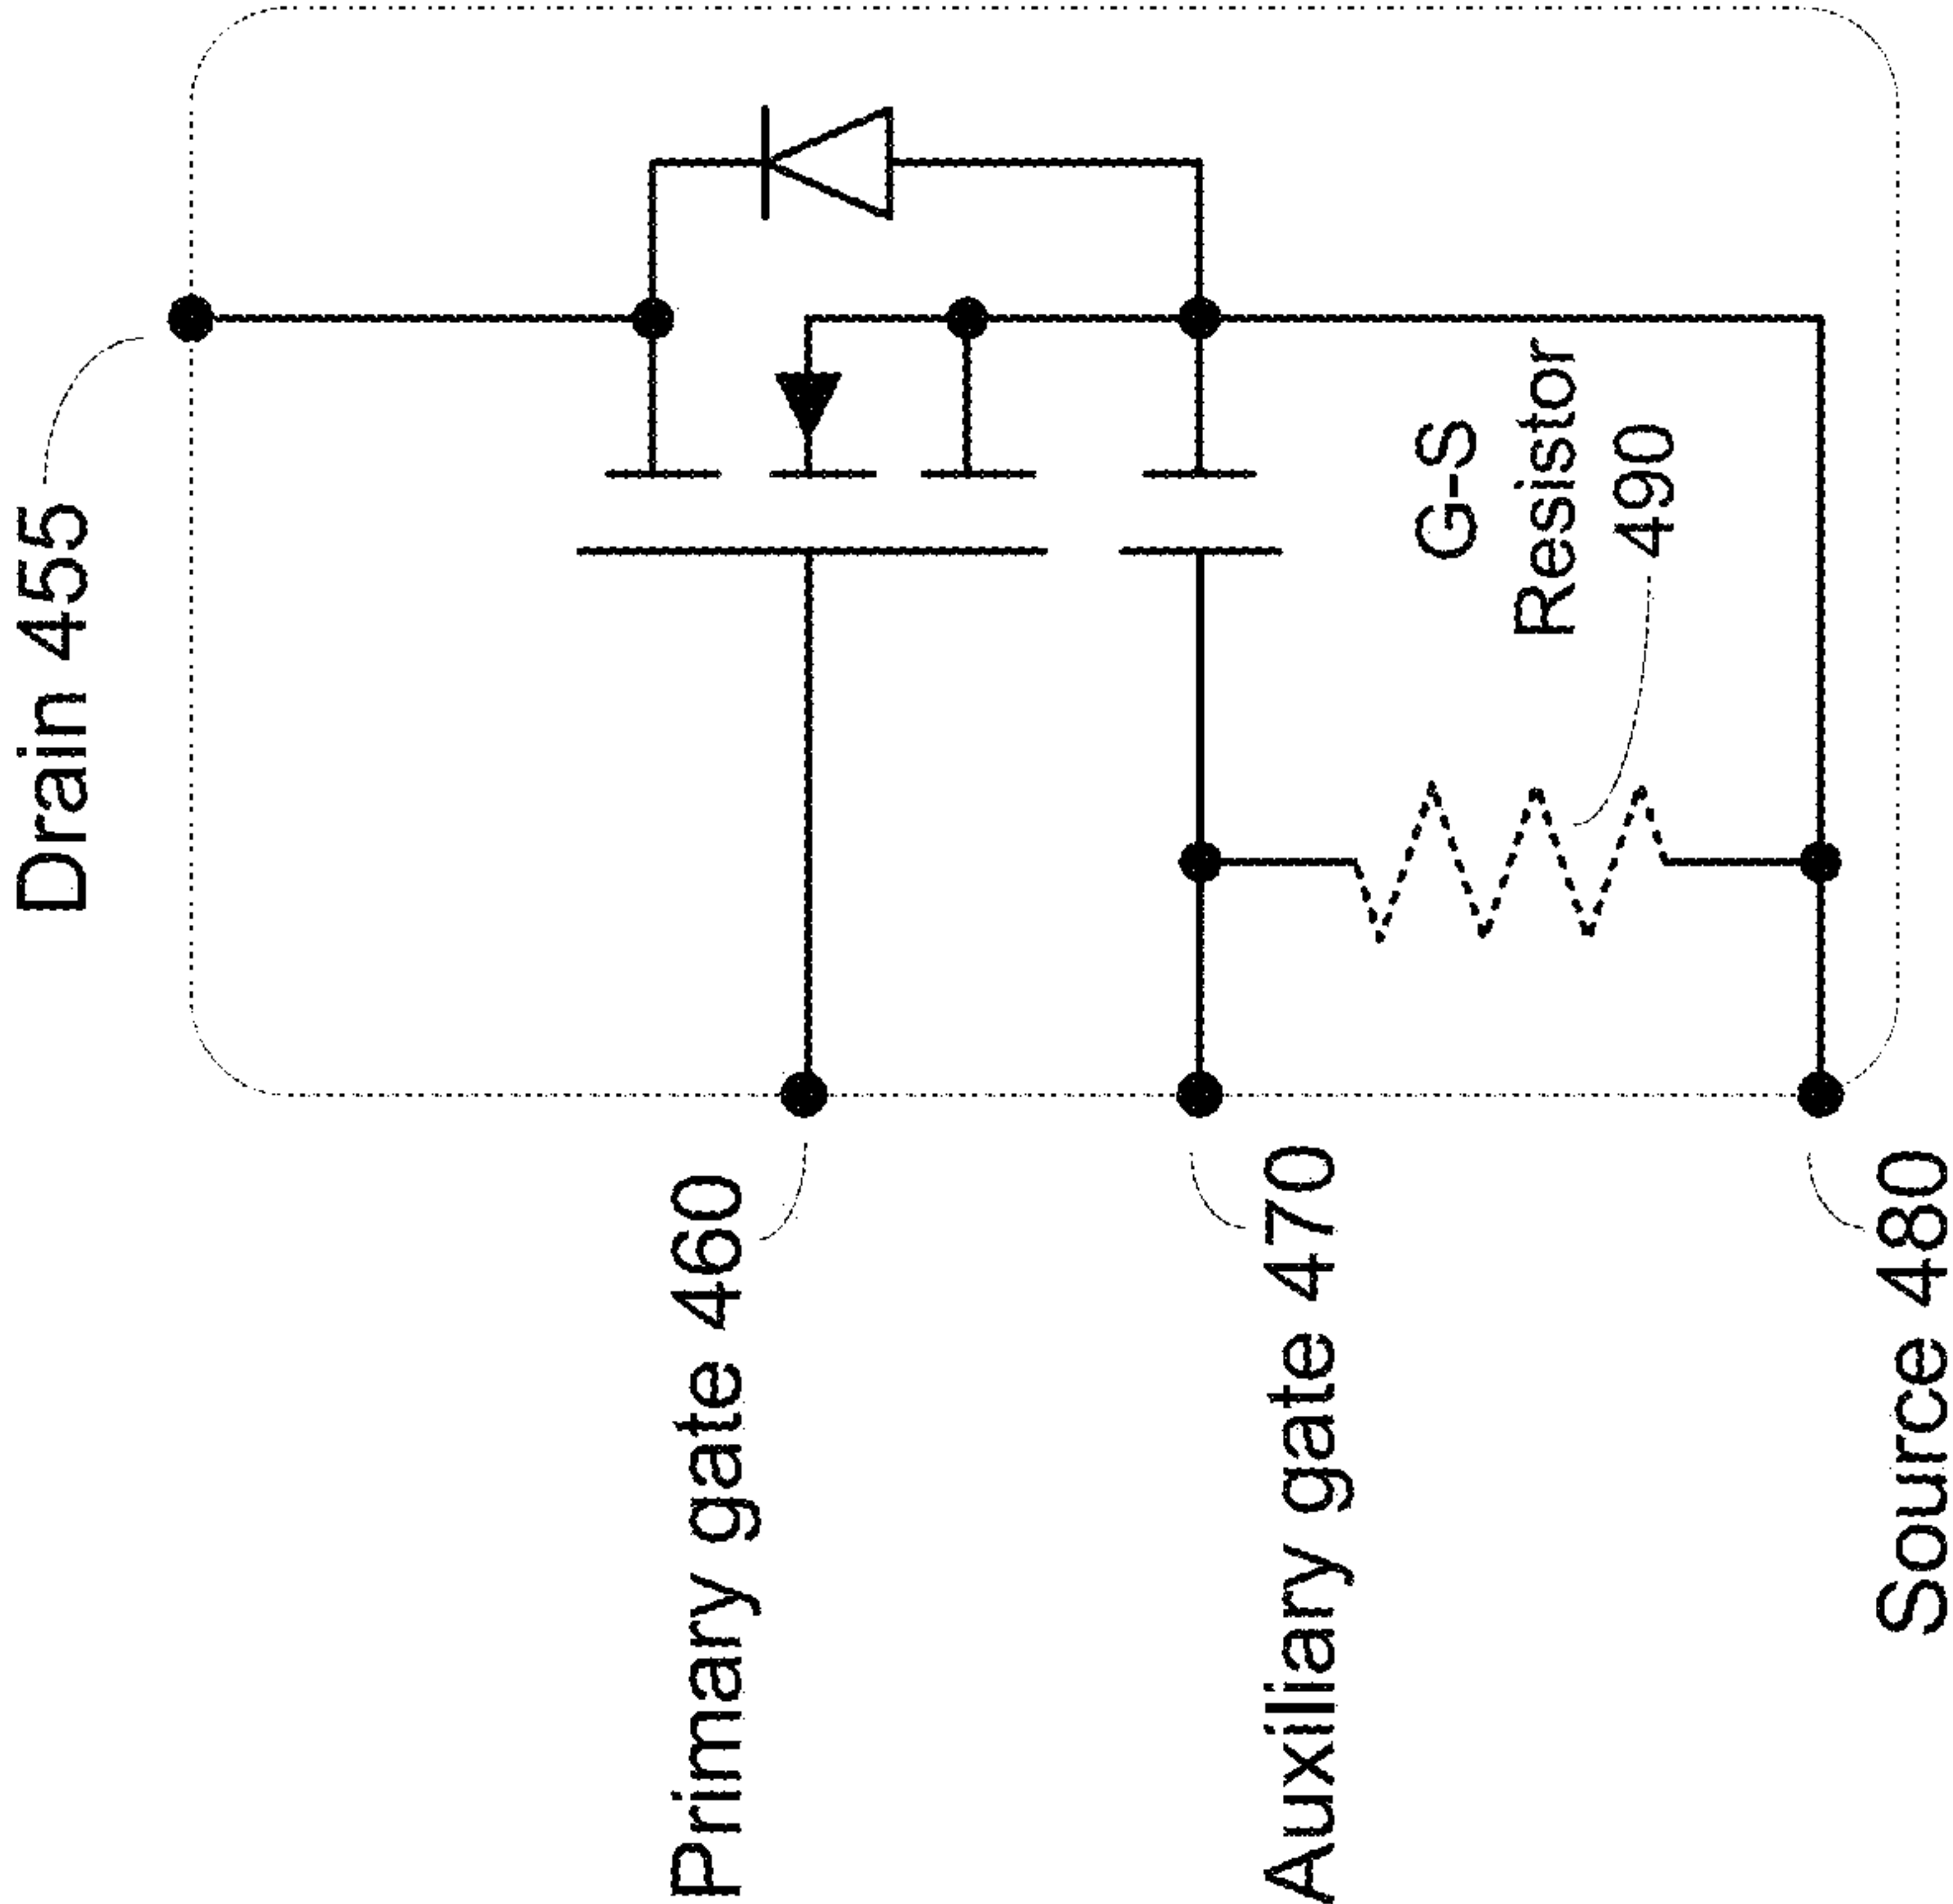 Drain 455
Primary gate 460
Auxiliary gate 470
G-S
Resistor
490
Source 480